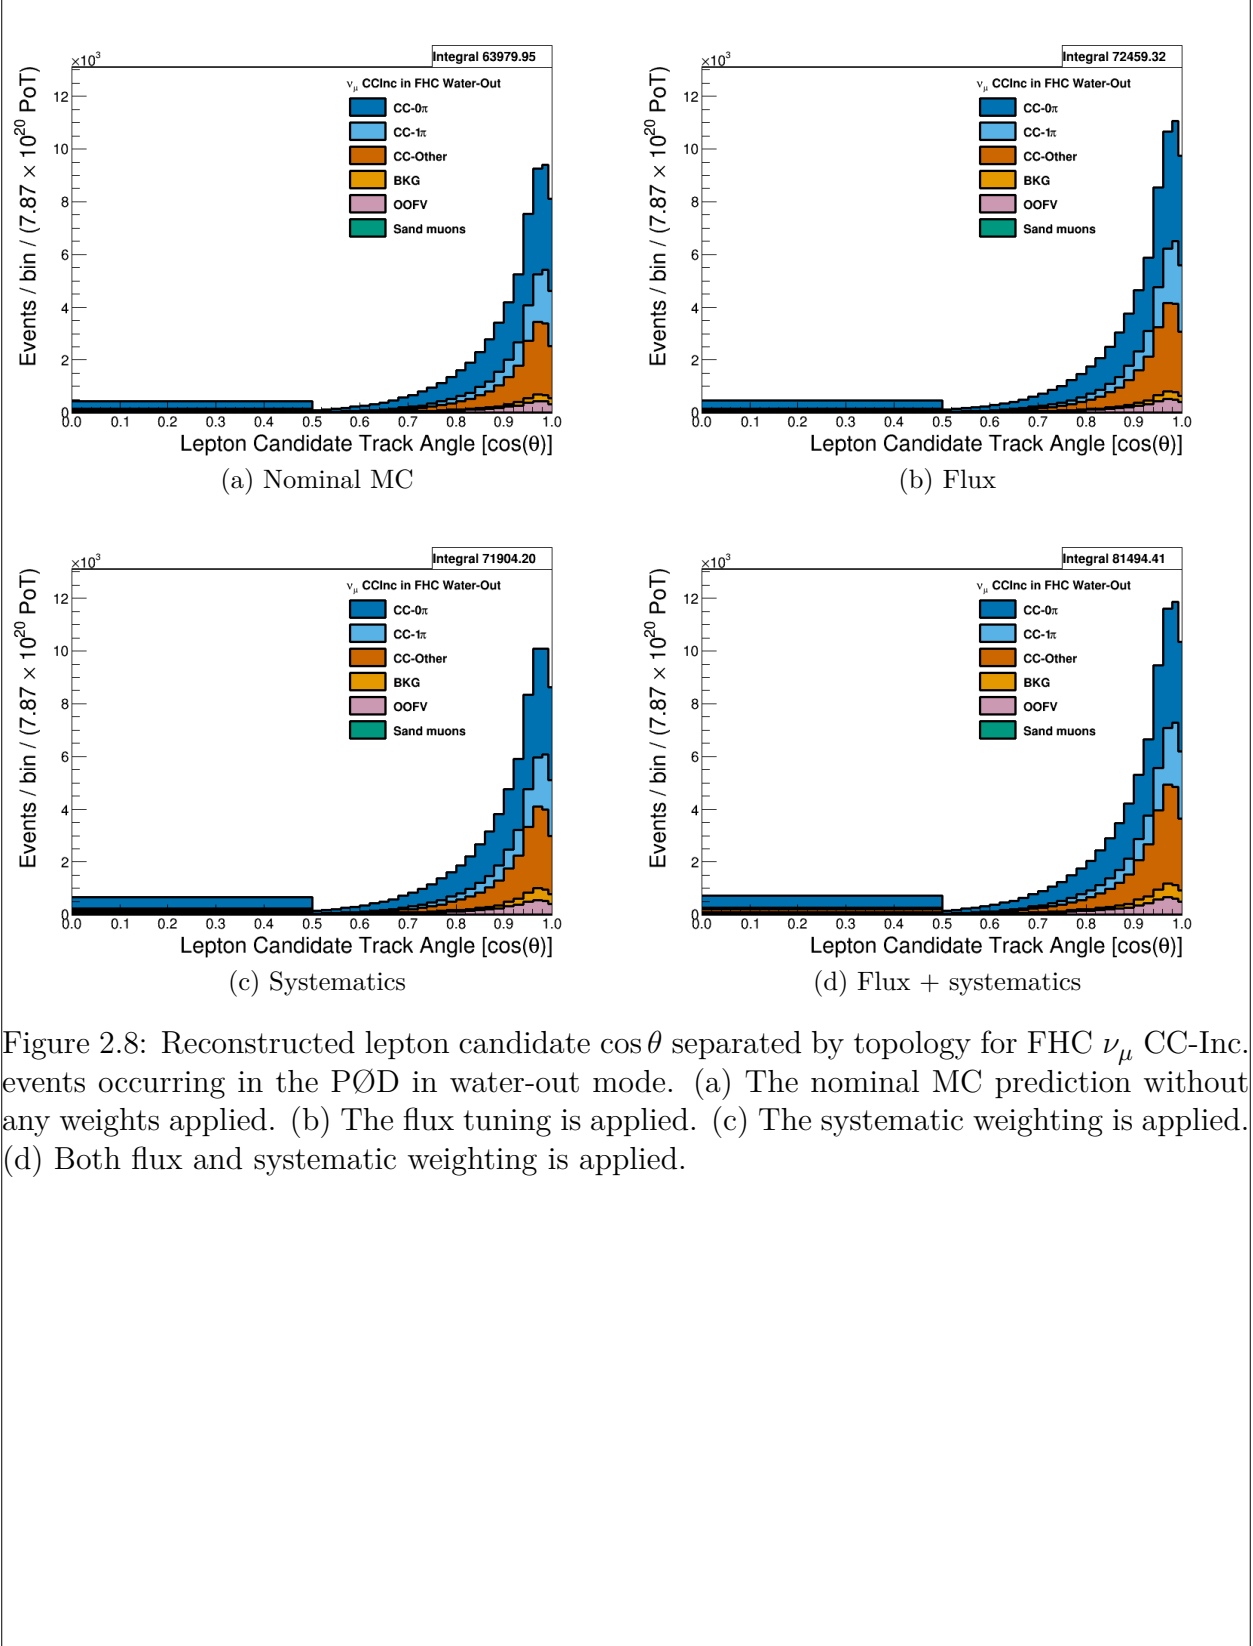 Integral 63979.95
×10³
ν_μ CCInc in FHC Water-Out
CC-0π
CC-1π
CC-Other
BKG
OOFV
Sand muons
Events / bin / (7.87 × 10²⁰ PoT)
12
10
8
6
4
2
0
0.0 0.1 0.2 0.3 0.4 0.5 0.6 0.7 0.8 0.9 1.0
Lepton Candidate Track Angle [cos(θ)]
(a) Nominal MC
Integral 72459.32
×10³
ν_μ CCInc in FHC Water-Out
CC-0π
CC-1π
CC-Other
BKG
OOFV
Sand muons
Events / bin / (7.87 × 10²⁰ PoT)
12
10
8
6
4
2
0
0.0 0.1 0.2 0.3 0.4 0.5 0.6 0.7 0.8 0.9 1.0
Lepton Candidate Track Angle [cos(θ)]
(b) Flux
Integral 71904.20
×10³
ν_μ CCInc in FHC Water-Out
CC-0π
CC-1π
CC-Other
BKG
OOFV
Sand muons
Events / bin / (7.87 × 10²⁰ PoT)
12
10
8
6
4
2
0
0.0 0.1 0.2 0.3 0.4 0.5 0.6 0.7 0.8 0.9 1.0
Lepton Candidate Track Angle [cos(θ)]
(c) Systematics
Integral 81494.41
×10³
ν_μ CCInc in FHC Water-Out
CC-0π
CC-1π
CC-Other
BKG
OOFV
Sand muons
Events / bin / (7.87 × 10²⁰ PoT)
12
10
8
6
4
2
0
0.0 0.1 0.2 0.3 0.4 0.5 0.6 0.7 0.8 0.9 1.0
Lepton Candidate Track Angle [cos(θ)]
(d) Flux + systematics
Figure 2.8: Reconstructed lepton candidate cos θ separated by topology for FHC ν_μ CC-Inc.
events occurring in the PØD in water-out mode. (a) The nominal MC prediction without
any weights applied. (b) The flux tuning is applied. (c) The systematic weighting is applied.
(d) Both flux and systematic weighting is applied.